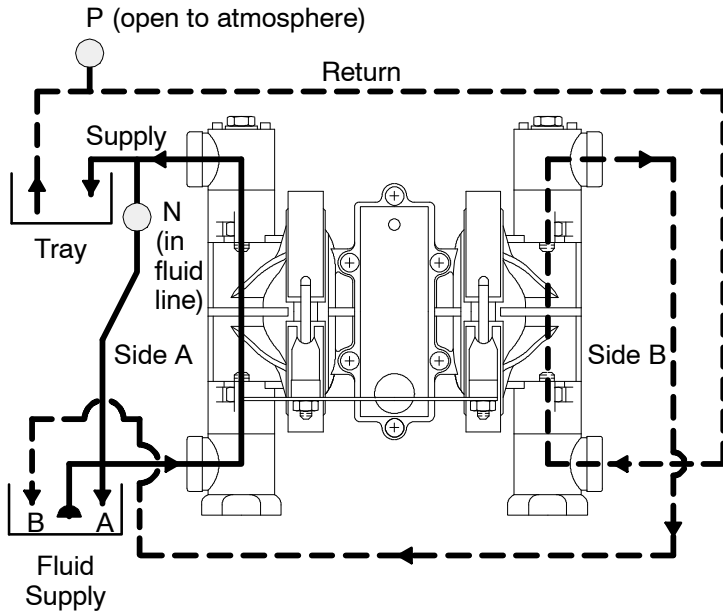 P (open to atmosphere)
Return
Supply
Tray
N
(in
fluid
line)
Side A
Side B
B
A
Fluid
Supply